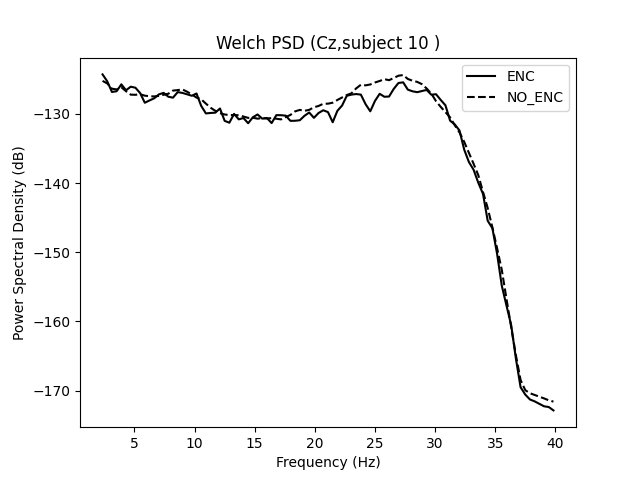 Welch PSD (Cz,subject 10 )
ENC
NO_ENC
Power Spectral Density (dB)
−130
−140
−150
−160
−170
5 10 15 20 25 30 35 40
Frequency (Hz)